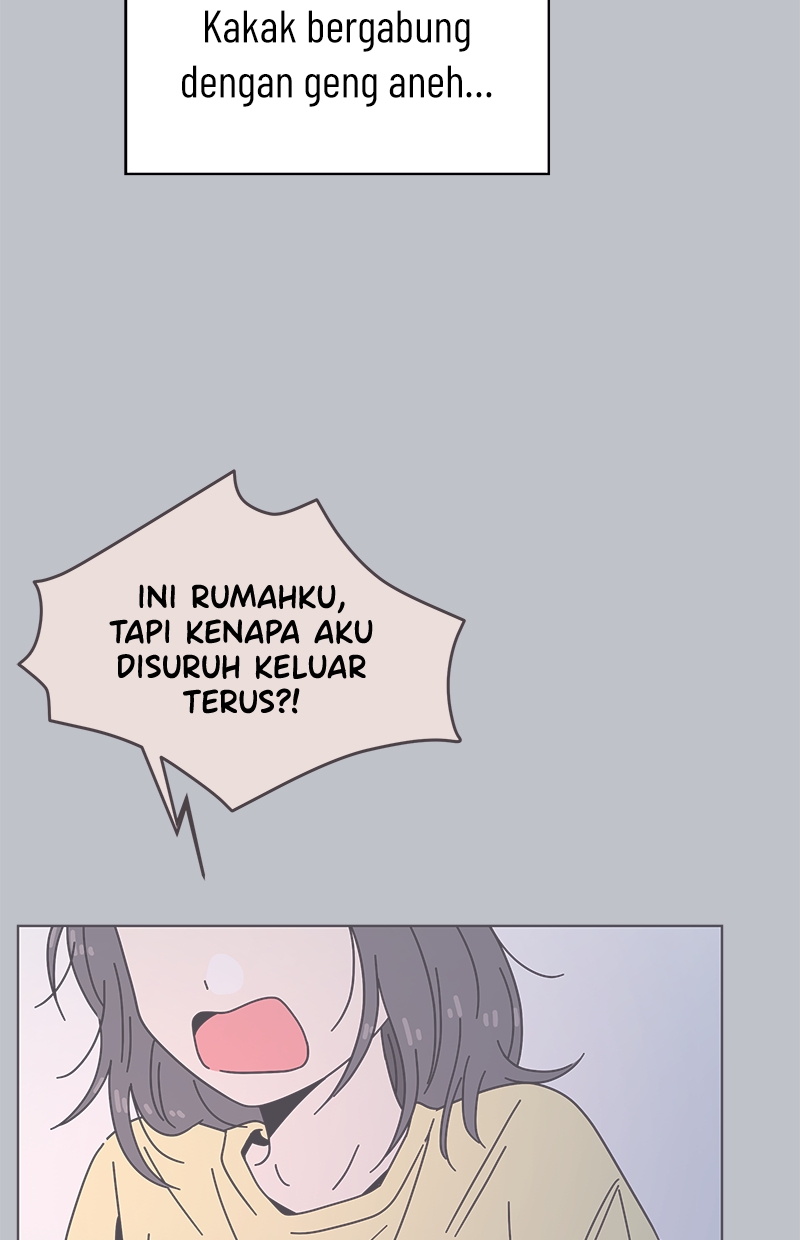 Kakak bergabung
dengan geng aneh...
INI RUMAHKU,
TAPI KENAPA AKU
DISURUH KELUAR
TERUS?!